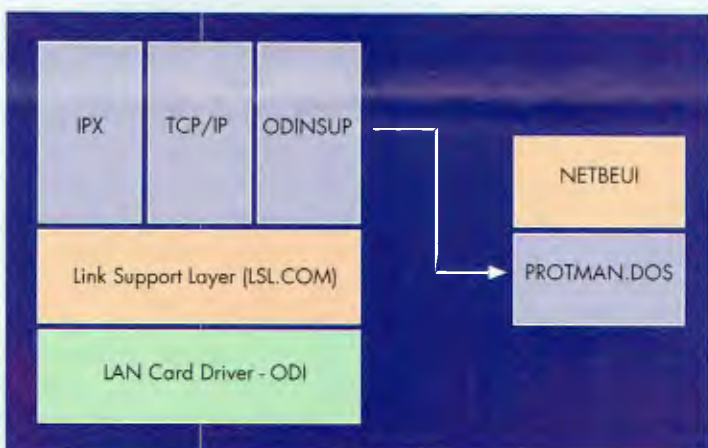 IPX
TCP/IP
ODINSUP
NETBEUI
Link Support Layer (LSL.COM)
PROTMAN.DOS
LAN Card Driver - ODI